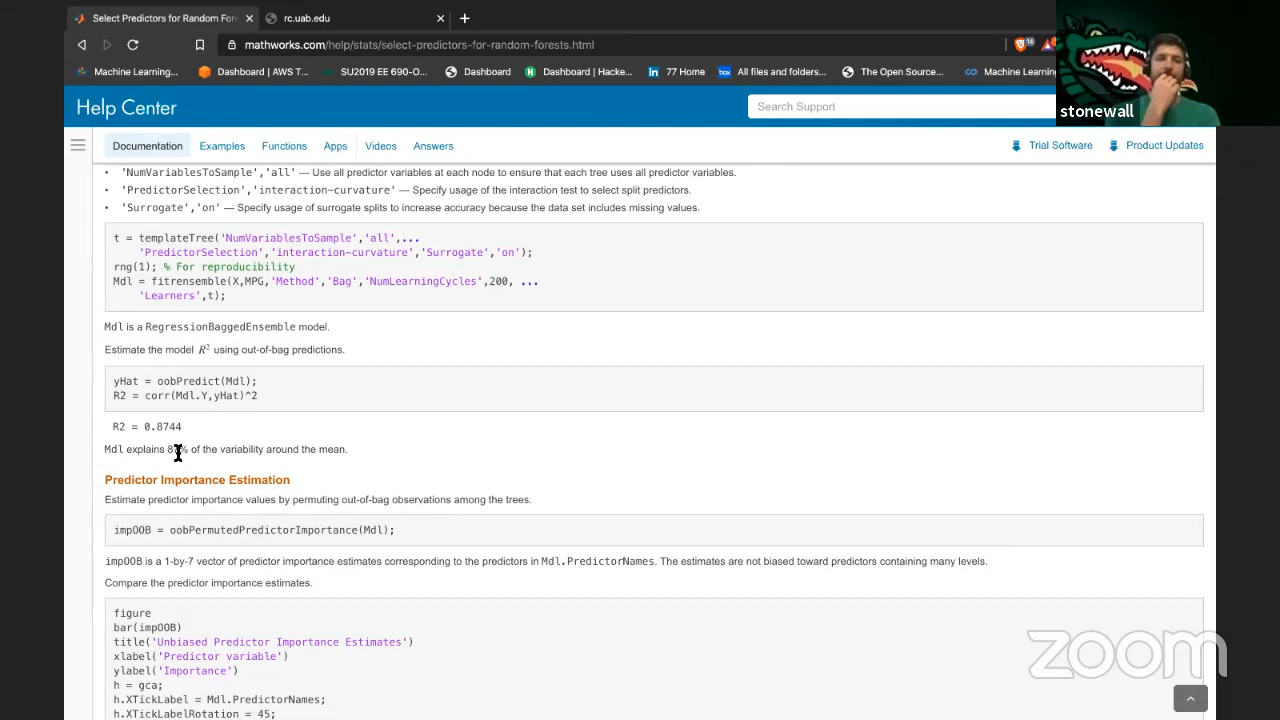 Select Predictors for Random For
rc.uab.edu
mathworks.com/help/stats/select-predictors-for-random-forests.html
14
Machine Learning...
Dashboard | AWS T...
SU2019 EE 690-O...
Dashboard
Dashboard | Hacke...
77 Home
All files and folders...
The Open Source...
Machine Learning
stonewall
Help Center
Search Support
Documentation
Examples
Functions
Apps
Videos
Answers
Trial Software
Product Updates
• 'NumVariablesToSample','all' — Use all predictor variables at each node to ensure that each tree uses all predictor variables.
• 'PredictorSelection','interaction-curvature' — Specify usage of the interaction test to select split predictors.
• 'Surrogate','on' — Specify usage of surrogate splits to increase accuracy because the data set includes missing values.
t = templateTree('NumVariablesToSample','all',...
'PredictorSelection','interaction-curvature','Surrogate','on');
rng(1); % For reproducibility
Mdl = fitrensemble(X,MPG,'Method','Bag','NumLearningCycles',200, ...
'Learners',t);
Mdl is a RegressionBaggedEnsemble model.
Estimate the model R² using out-of-bag predictions.
yHat = oobPredict(Mdl);
R2 = corr(Mdl.Y,yHat)^2
R2 = 0.8744
Mdl explains of the variability around the mean.
Predictor Importance Estimation
Estimate predictor importance values by permuting out-of-bag observations among the trees.
impOOB = oobPermutedPredictorImportance(Mdl);
impOOB is a 1-by-7 vector of predictor importance estimates corresponding to the predictors in Mdl.PredictorNames. The estimates are not biased toward predictors containing many levels.
Compare the predictor importance estimates.
figure
bar(impOOB)
title('Unbiased Predictor Importance Estimates')
xlabel('Predictor variable')
ylabel('Importance')
h = gca;
h.XTickLabel = Mdl.PredictorNames;
h.XTickLabelRotation = 45;
zoom